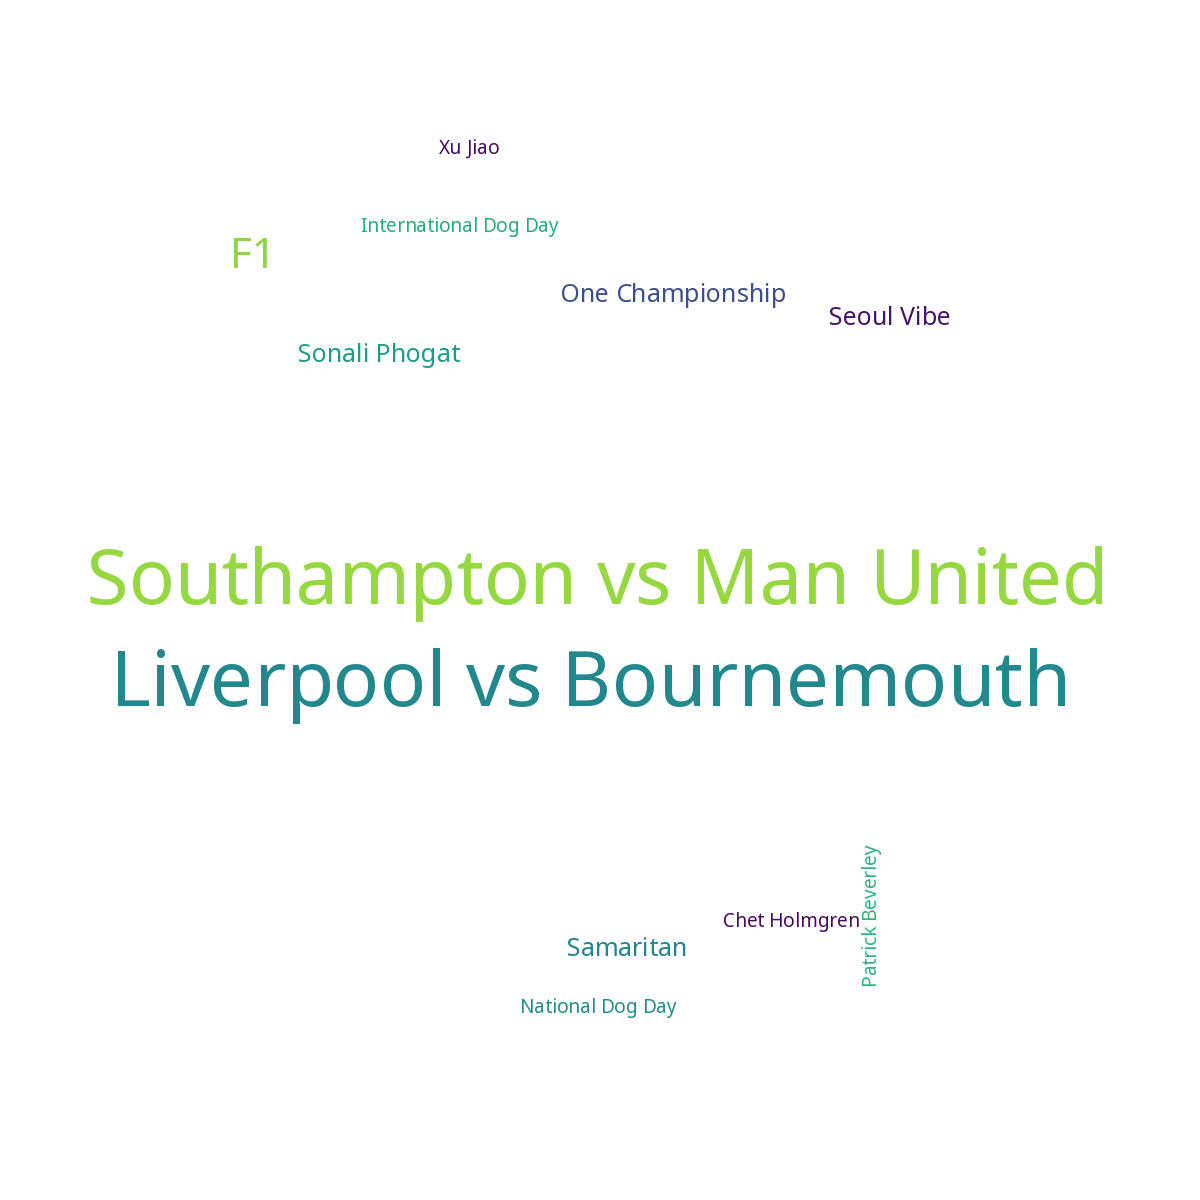 Xu Jiao
International Dog Day
F1
One Championship
Seoul Vibe
Sonali Phogat
Southampton vs Man United
Liverpool vs Bournemouth
Patrick Beverley
Chet Holmgren
Samaritan
National Dog Day